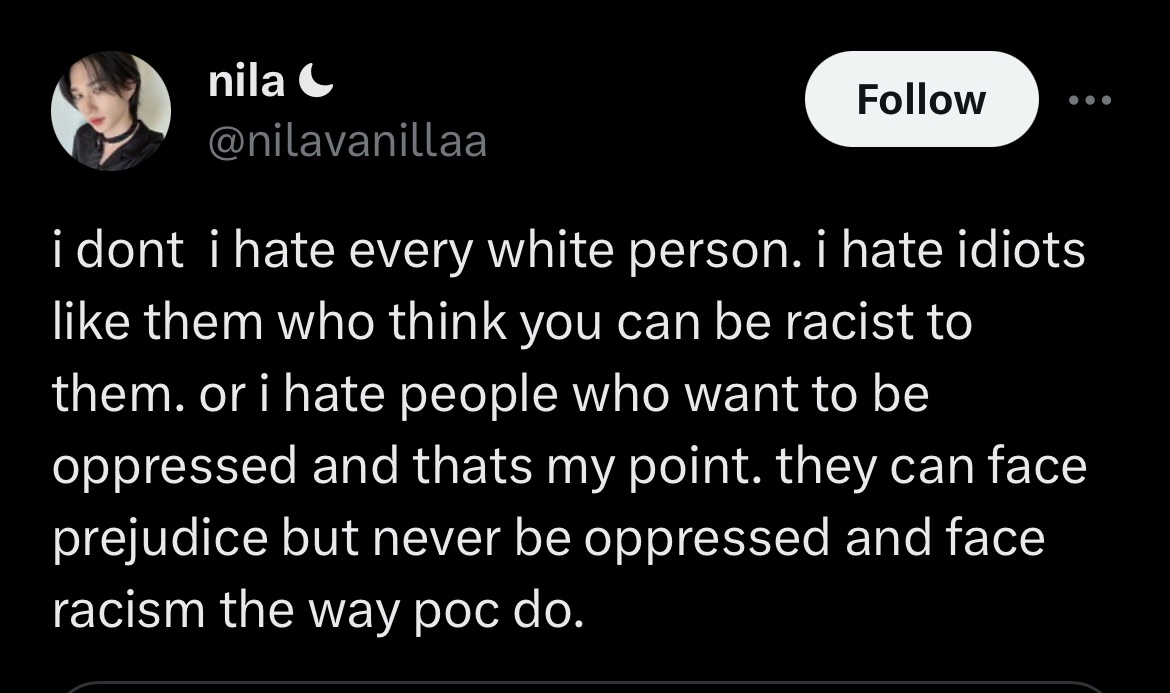 nila
@nilavanillaa
Follow
i dont  i hate every white person. i hate idiots
like them who think you can be racist to
them. or i hate people who want to be
oppressed and thats my point. they can face
prejudice but never be oppressed and face
racism the way poc do.